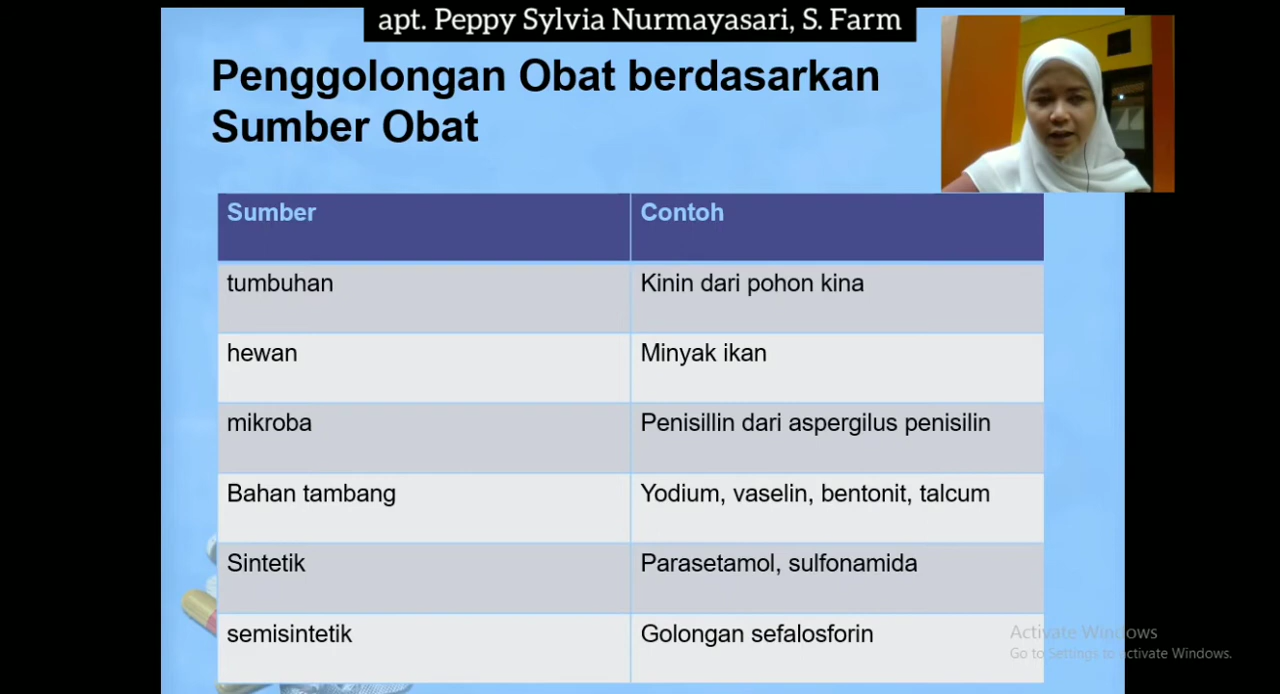 apt. Peppy Sylvia Nurmayasari, S. Farm
Penggolongan Obat berdasarkan
Sumber Obat
Sumber Contoh
tumbuhan Kinin dari pohon kina
hewan Minyak ikan
mikroba Penisillin dari aspergilus penisilin
Bahan tambang Yodium, vaselin, bentonit, talcum
Sintetik Parasetamol, sulfonamida
semisintetik Golongan sefalosforin
Activate Windows
Go to Settings to activate Windows.